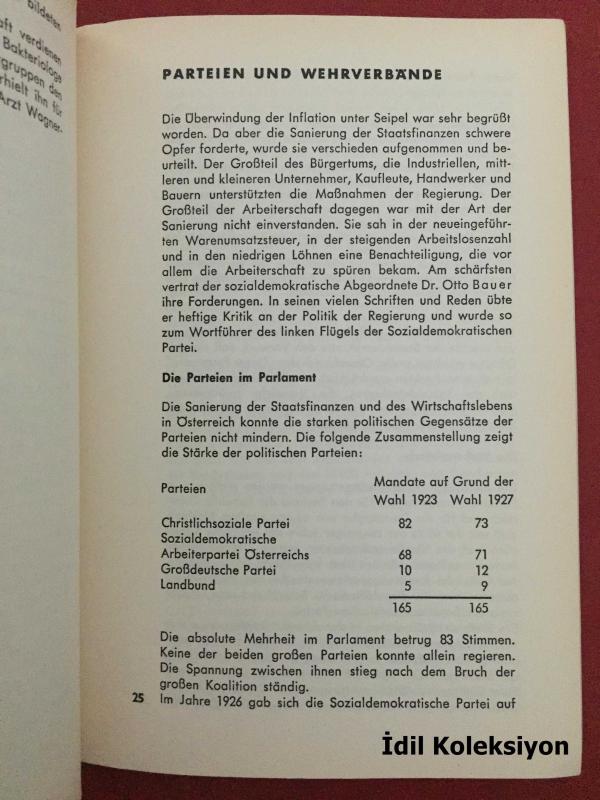 bildeten
aft verdienen
Bakteriologe
rgruppen den
rhielt ihn für
Arzt Wagner-
PARTEIEN UND WEHRVERBÄNDE
Die Überwindung der Inflation unter Seipel war sehr begrüßt
worden. Da aber die Sanierung der Staatsfinanzen schwere
Opfer forderte, wurde sie verschieden aufgenommen und be-
urteilt. Der Großteil des Bürgertums, die Industriellen, mitt-
leren und kleineren Unternehmer, Kaufleute, Handwerker und
Bauern unterstützten die Maßnahmen der Regierung. Der
Großteil der Arbeiterschaft dagegen war mit der Art der
Sanierung nicht einverstanden. Sie sah in der neueingeführ-
ten Warenumsatzsteuer, in der steigenden Arbeitslosenzahl
und in den niedrigen Löhnen eine Benachteiligung, die vor
allem die Arbeiterschaft zu spüren bekam. Am schärfsten
vertrat der sozialdemokratische Abgeordnete Dr. Otto Bauer
ihre Forderungen. In seinen vielen Schriften und Reden übte
er heftige Kritik an der Politik der Regierung und wurde so
zum Wortführer des linken Flügels der Sozialdemokratischen
Partei.
Die Parteien im Parlament
Die Sanierung der Staatsfinanzen und des Wirtschaftslebens
in Österreich konnte die starken politischen Gegensätze der
Parteien nicht mindern. Die folgende Zusammenstellung zeigt
die Stärke der politischen Parteien:
Parteien Mandate auf Grund der
Wahl 1923 Wahl 1927
Christlichsoziale Partei 82 73
Sozialdemokratische
Arbeiterpartei Österreichs 68 71
Großdeutsche Partei 10 12
Landbund 5 9
165 165
Die absolute Mehrheit im Parlament betrug 83 Stimmen.
Keine der beiden großen Parteien konnte allein regieren.
Die Spannung zwischen ihnen stieg nach dem Bruch der
großen Koalition ständig.
25 Im Jahre 1926 gab sich die Sozialdemokratische Partei auf
İdil Koleksiyon